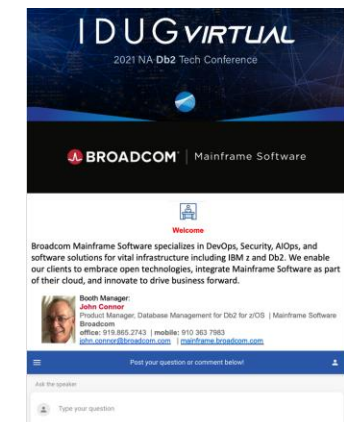 IDUG VIRTUAL
2021 NA Db2 Tech Conference
BROADCOM® | Mainframe Software
Welcome
Broadcom Mainframe Software specializes in DevOps, Security, AIOps, and
software solutions for vital infrastructure including IBM z and Db2. We enable
our clients to embrace open technologies, integrate Mainframe Software as part
of their cloud, and innovate to drive business forward.
Booth Manager:
John Connor
Product Manager, Database Management for Db2 for z/OS | Mainframe Software
Broadcom
office: 919.865.2743 | mobile: 910 363 7983
john.connor@broadcom.com | mainframe.broadcom.com
Post your question or comment below!
Ask the speaker
Type your question